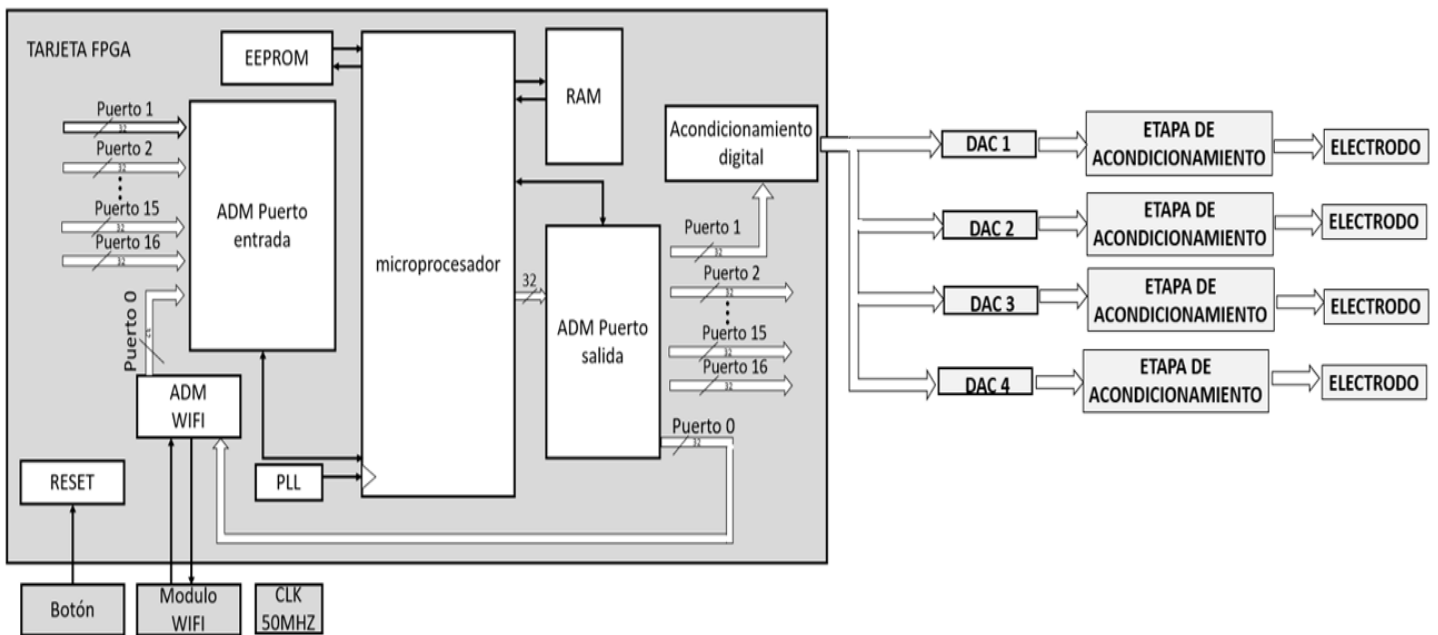 TARJETA FPGA
EEPROM
Puerto 1
32
Puerto 2
32
Puerto 15
32
Puerto 16
32
Puerto 0
32
ADM Puerto
entrada
ADM
WIFI
RESET
PLL
microprocesador
RAM
32
ADM Puerto
salida
Acondicionamiento
digital
Puerto 1
32
Puerto 2
32
Puerto 15
32
Puerto 16
32
Puerto 0
32
Botón
Modulo
WIFI
CLK
50MHZ
DAC 1
ETAPA DE
ACONDICIONAMIENTO
ELECTRODO
DAC 2
ETAPA DE
ACONDICIONAMIENTO
ELECTRODO
DAC 3
ETAPA DE
ACONDICIONAMIENTO
ELECTRODO
DAC 4
ETAPA DE
ACONDICIONAMIENTO
ELECTRODO